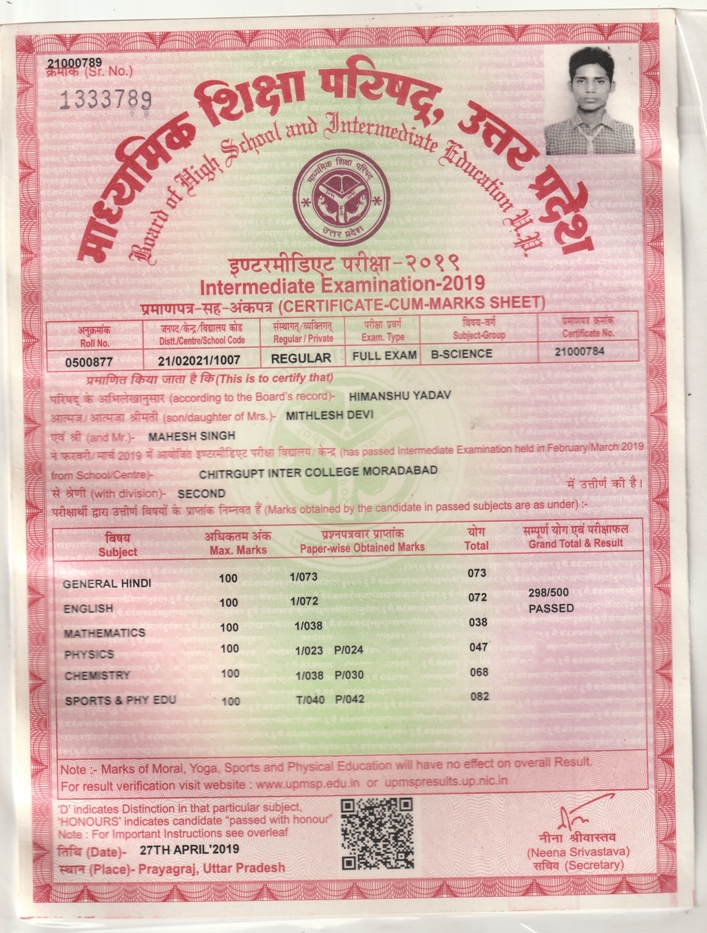 21000789
क्रमांक (Sr. No.)
1333789
माध्यमिक शिक्षा परिषद्, उत्तर प्रदेश
Board of High School and Intermediate Education U.P.
माध्यमिक शिक्षा परिषद्
उत्तर प्रदेश
इण्टरमीडिएट परीक्षा-२०१९
Intermediate Examination-2019
प्रमाणपत्र-सह-अंकपत्र (CERTIFICATE-CUM-MARKS SHEET)
अनुक्रमांक जनपद/केन्द्र/विद्यालय कोड संस्थागत/व्यक्तिगत परीक्षा प्रवर्ग विषय-वर्ग प्रमाणपत्र क्रमांक
Roll No. Distt./Centre/School Code Regular / Private Exam. Type Subject-Group Certificate No.
0500877 21/02021/1007 REGULAR FULL EXAM B-SCIENCE 21000784
प्रमाणित किया जाता है कि (This is to certify that)
परिषद् के अभिलेखानुसार (according to the Board's record)- HIMANSHU YADAV
आत्मज/आत्मजा श्रीमती (son/daughter of Mrs.)- MITHLESH DEVI
एवं श्री (and Mr.)- MAHESH SINGH
ने फरवरी/मार्च 2019 में आयोजित इण्टरमीडिएट परीक्षा विद्यालय/केन्द्र (has passed Intermediate Examination held in February/March 2019
from School/Centre)- CHITRGUPT INTER COLLEGE MORADABAD
से श्रेणी (with division)- SECOND में उत्तीर्ण की है।
परीक्षार्थी द्वारा उत्तीर्ण विषयों के प्राप्तांक निम्नवत हैं (Marks obtained by the candidate in passed subjects are as under) :-
विषय अधिकतम अंक प्रश्नपत्रवार प्राप्तांक योग सम्पूर्ण योग एवं परीक्षाफल
Subject Max. Marks Paper-wise Obtained Marks Total Grand Total & Result
GENERAL HINDI 100 1/073 073
298/500
ENGLISH 100 1/072 072
PASSED
MATHEMATICS 100 1/038 038
PHYSICS 100 1/023 P/024 047
CHEMISTRY 100 1/038 P/030 068
SPORTS & PHY EDU 100 T/040 P/042 082
Note :- Marks of Moral, Yoga, Sports and Physical Education will have no effect on overall Result.
For result verification visit website : www.upmsp.edu.in or upmspresults.up.nic.in
'D' indicates Distinction in that particular subject,
'HONOURS' indicates candidate "passed with honour"
Note : For Important Instructions see overleaf
तिथि (Date)- 27TH APRIL'2019
स्थान (Place)- Prayagraj, Uttar Pradesh
नीना श्रीवास्तव
(Neena Srivastava)
सचिव (Secretary)